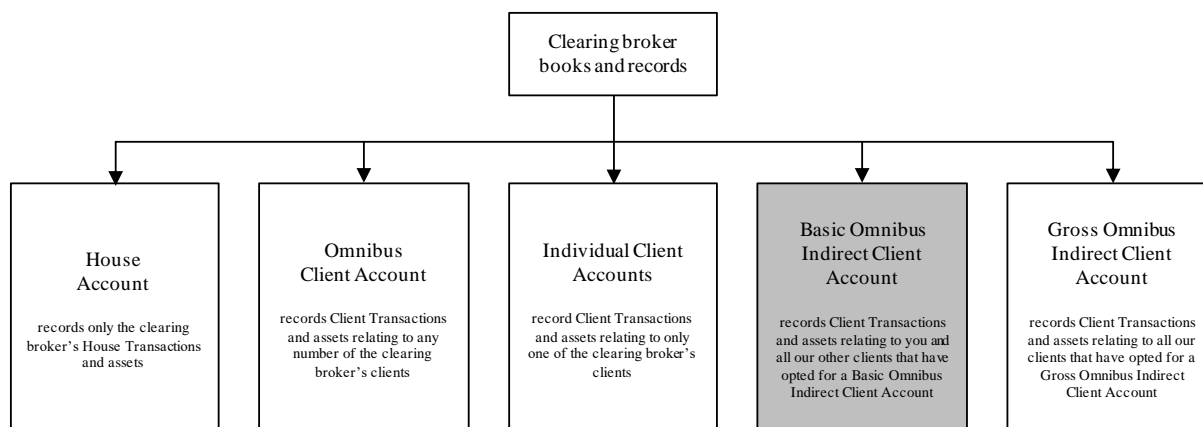 Clearing broker
books and records
House
Account
records only the clearing
broker's House Transactions
and assets
Omnibus
Client Account
records Client Transactions
and assets relating to any
number of the clearing
broker's clients
Individual Client
Accounts
record Client Transactions
and assets relating to only
one of the clearing broker's
clients
Basic Omnibus
Indirect Client
Account
records Client Transactions
and assets relating to you and
all our other clients that have
opted for a Basic Omnibus
Indirect Client Account
Gross Omnibus
Indirect Client
Account
records Client Transactions
and assets relating to all our
clients that have opted for a
Gross Omnibus Indirect
Client Account